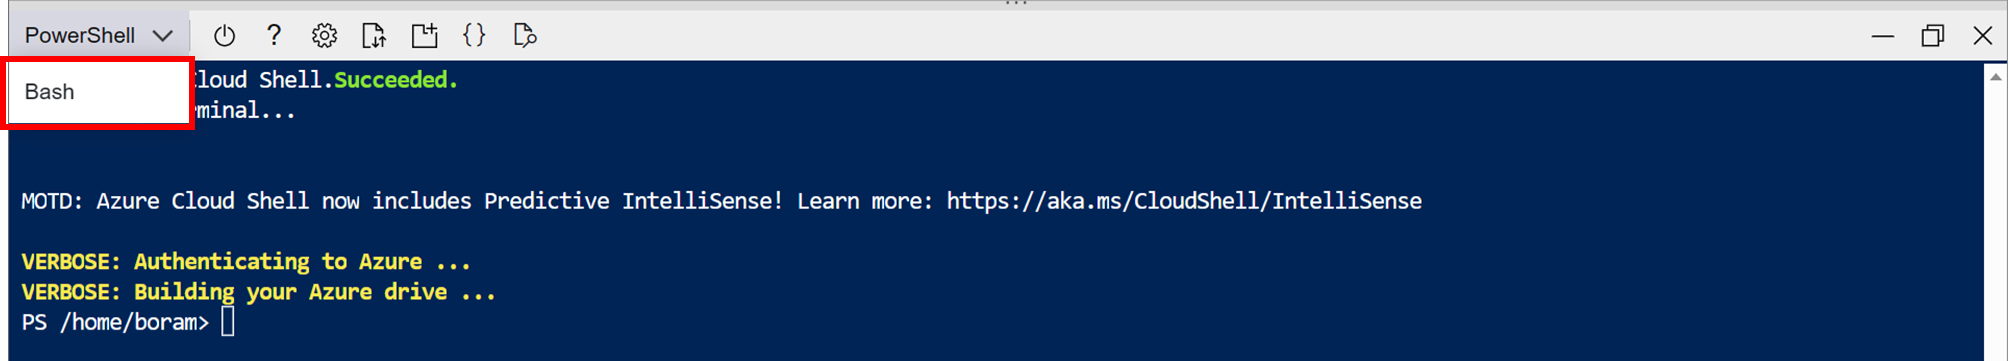 PowerShell
Bash
Cloud Shell.Succeeded.
rminal...
MOTD: Azure Cloud Shell now includes Predictive IntelliSense! Learn more: https://aka.ms/CloudShell/IntelliSense
VERBOSE: Authenticating to Azure ...
VERBOSE: Building your Azure drive ...
PS /home/boram>